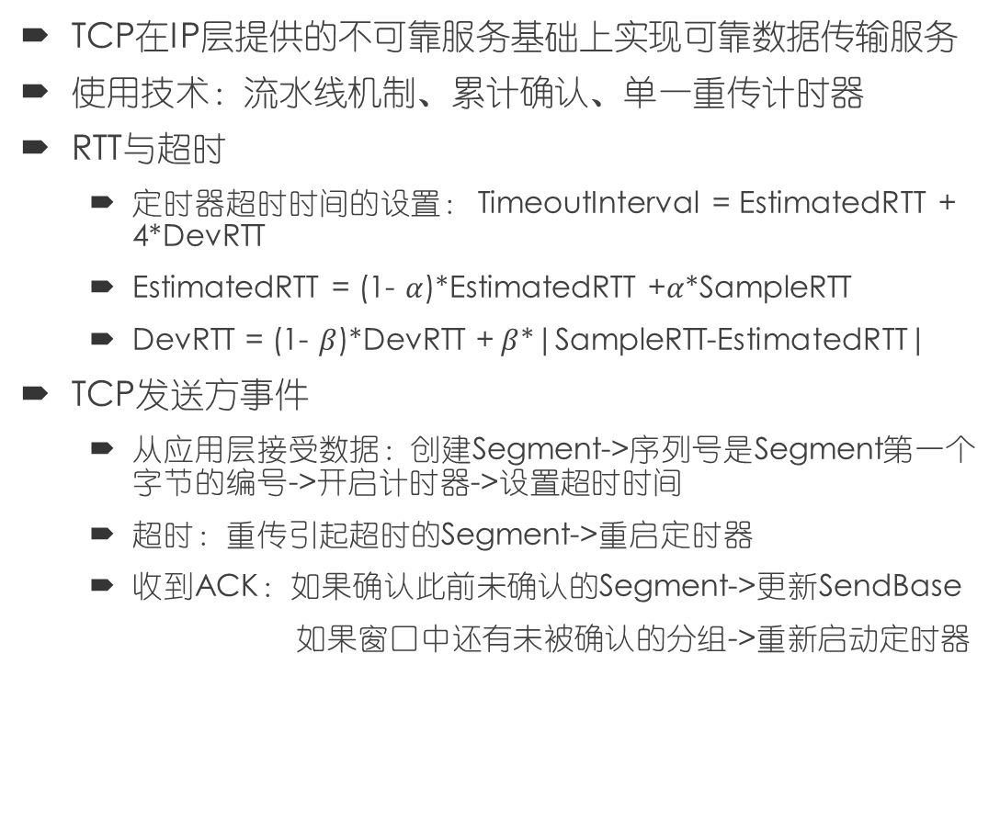 TCP在IP层提供的不可靠服务基础上实现可靠数据传输服务
使用技术：流水线机制、累计确认、单一重传计时器
RTT与超时
定时器超时时间的设置： TimeoutInterval = EstimatedRTT +
4*DevRTT
EstimatedRTT = (1- α)*EstimatedRTT +α*SampleRTT
DevRTT = (1- β)*DevRTT + β*|SampleRTT-EstimatedRTT|
TCP发送方事件
从应用层接受数据：创建Segment->序列号是Segment第一个
字节的编号->开启计时器->设置超时时间
超时：重传引起超时的Segment->重启定时器
收到ACK：如果确认此前未确认的Segment->更新SendBase
如果窗口中还有未被确认的分组->重新启动定时器